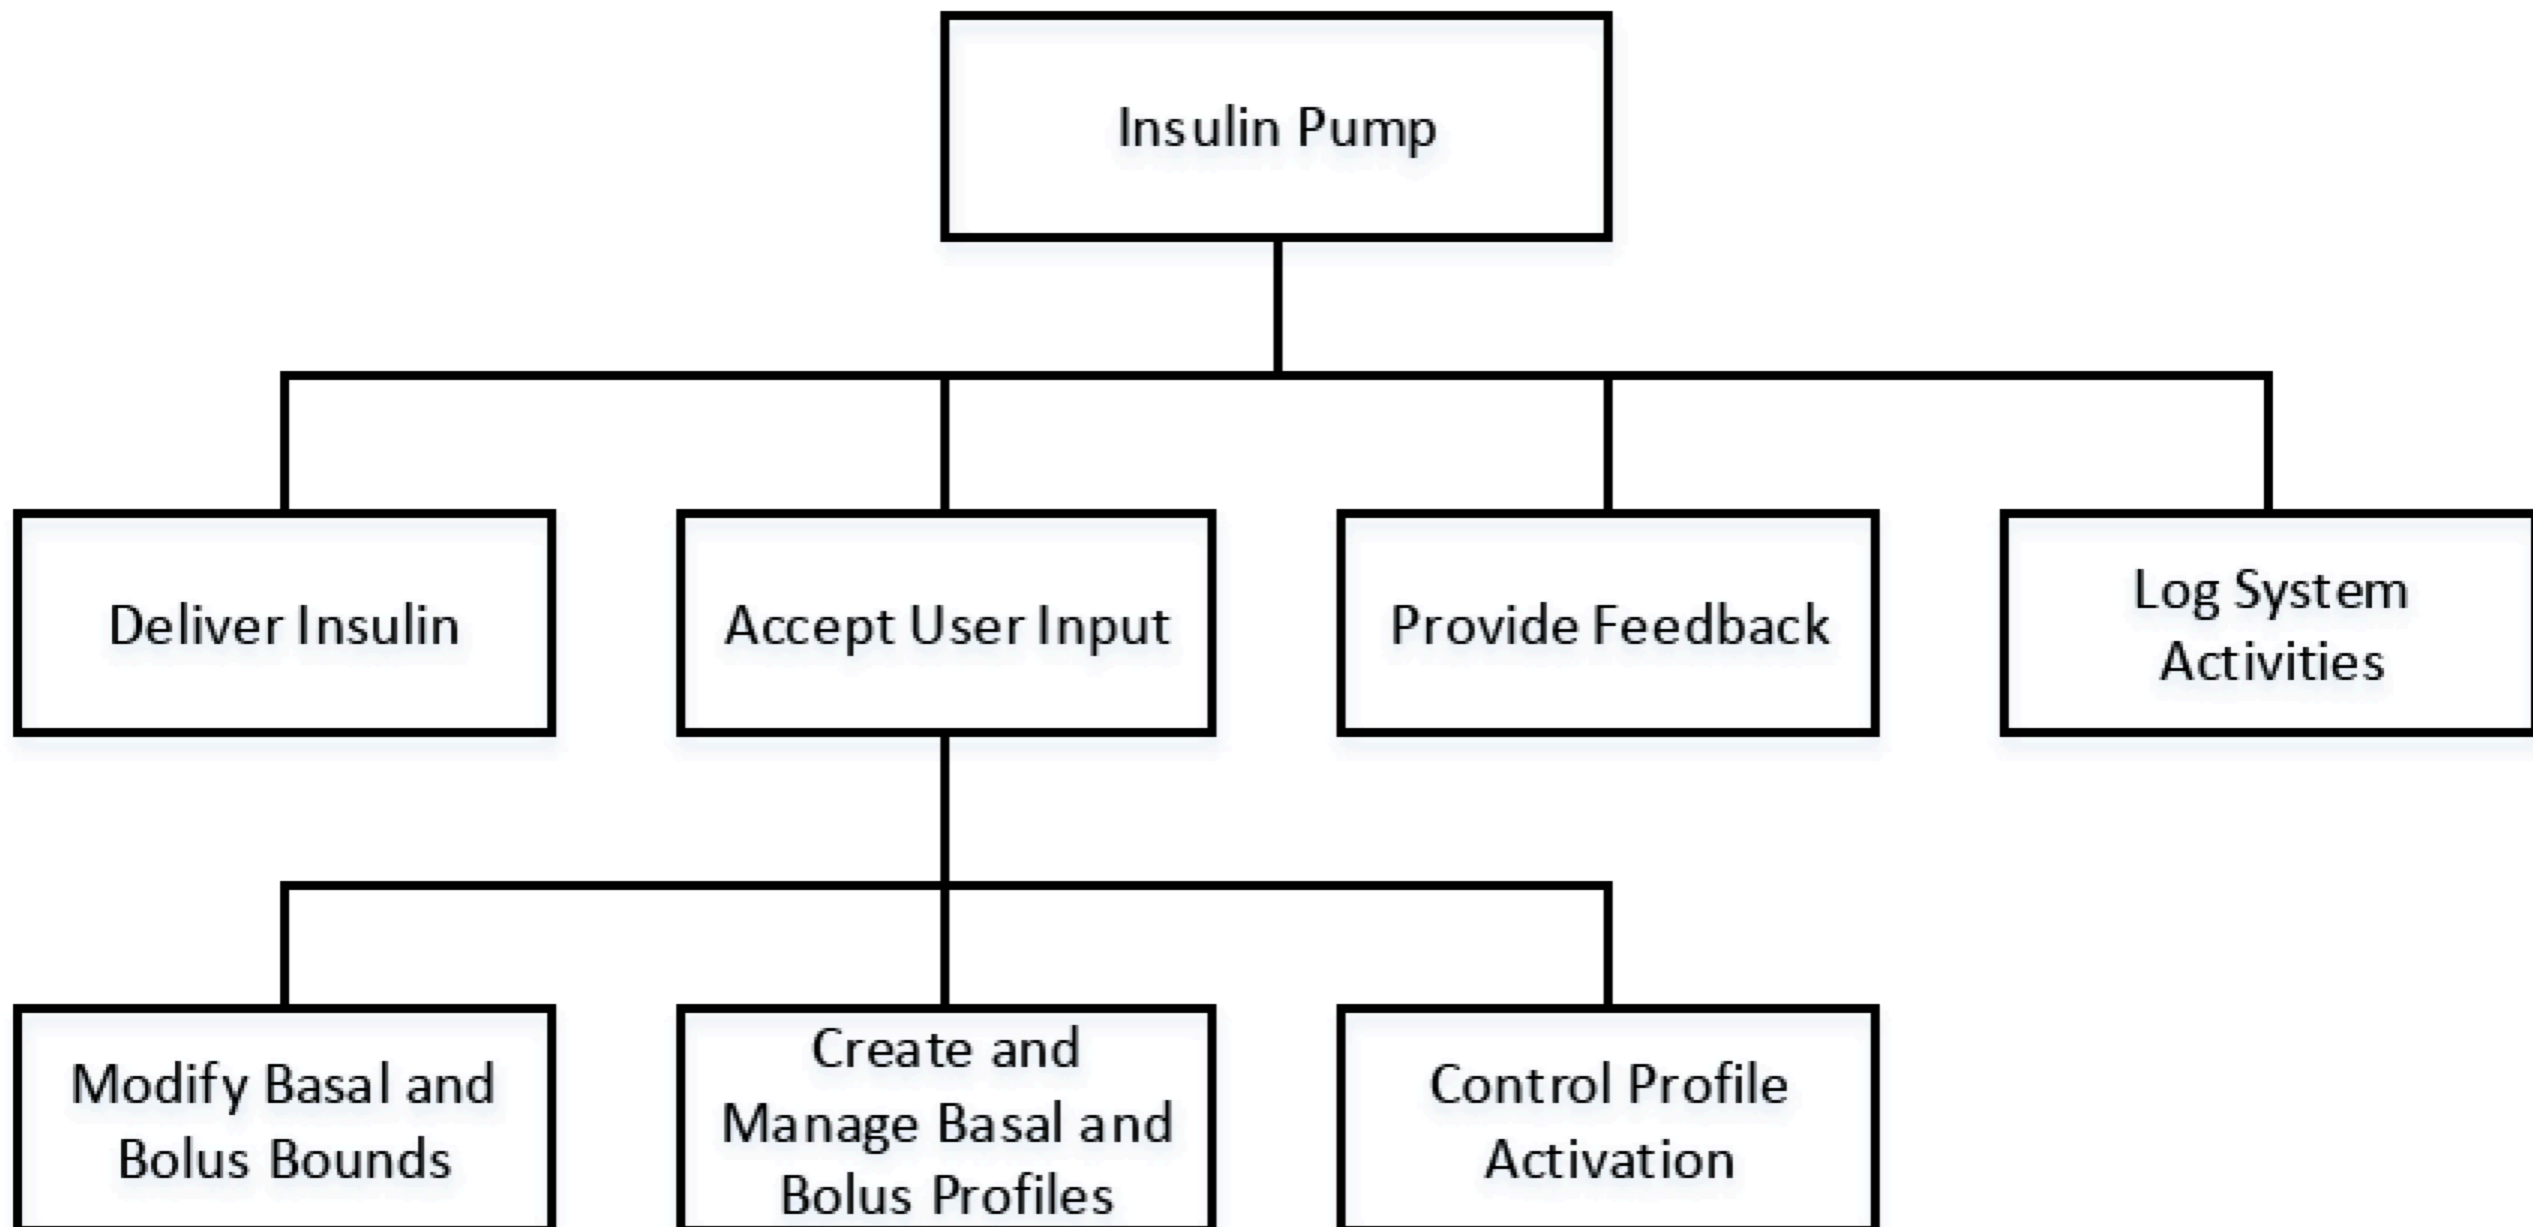 Insulin Pump
Deliver Insulin
Accept User Input
Provide Feedback
Log System
Activities
Modify Basal and
Bolus Bounds
Create and
Manage Basal and
Bolus Profiles
Control Profile
Activation